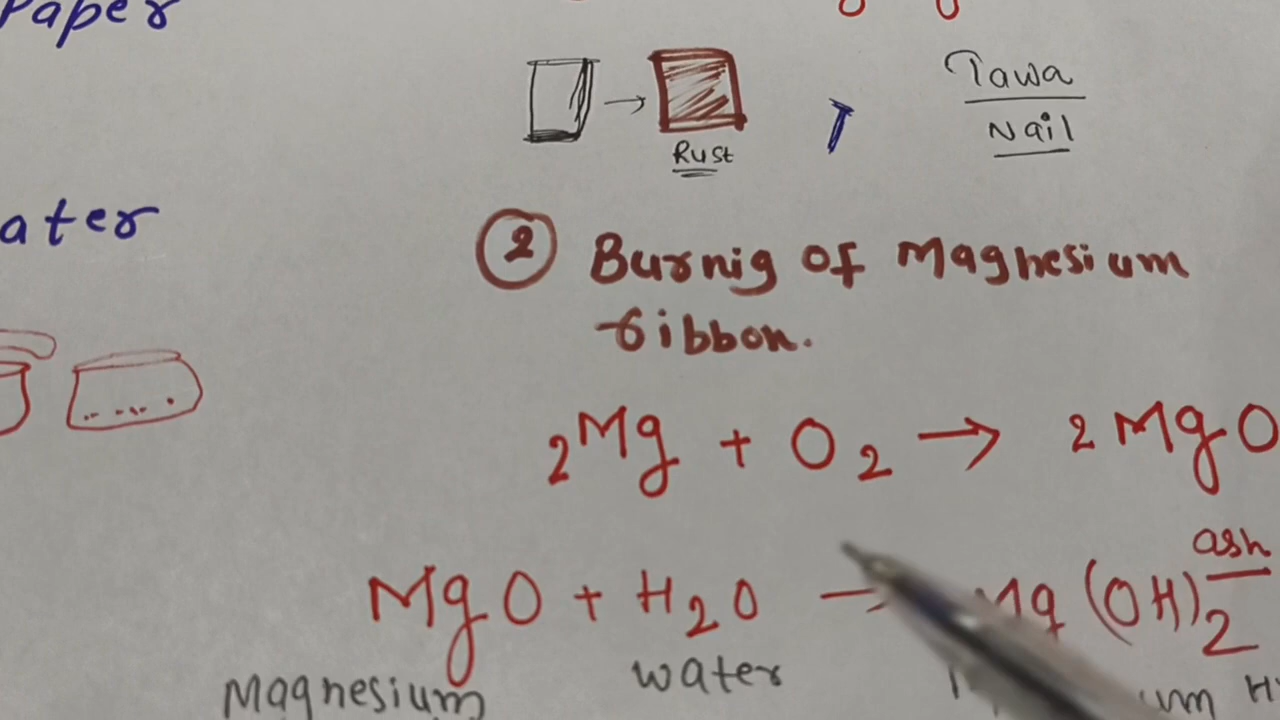 Paper
Tawa
Nail
Rust
ater
② Burnig of Magnesium
ribbon.
2Mg + O₂ → 2MgO
ash
MgO + H₂O → Mg(OH)₂
Magnesium water